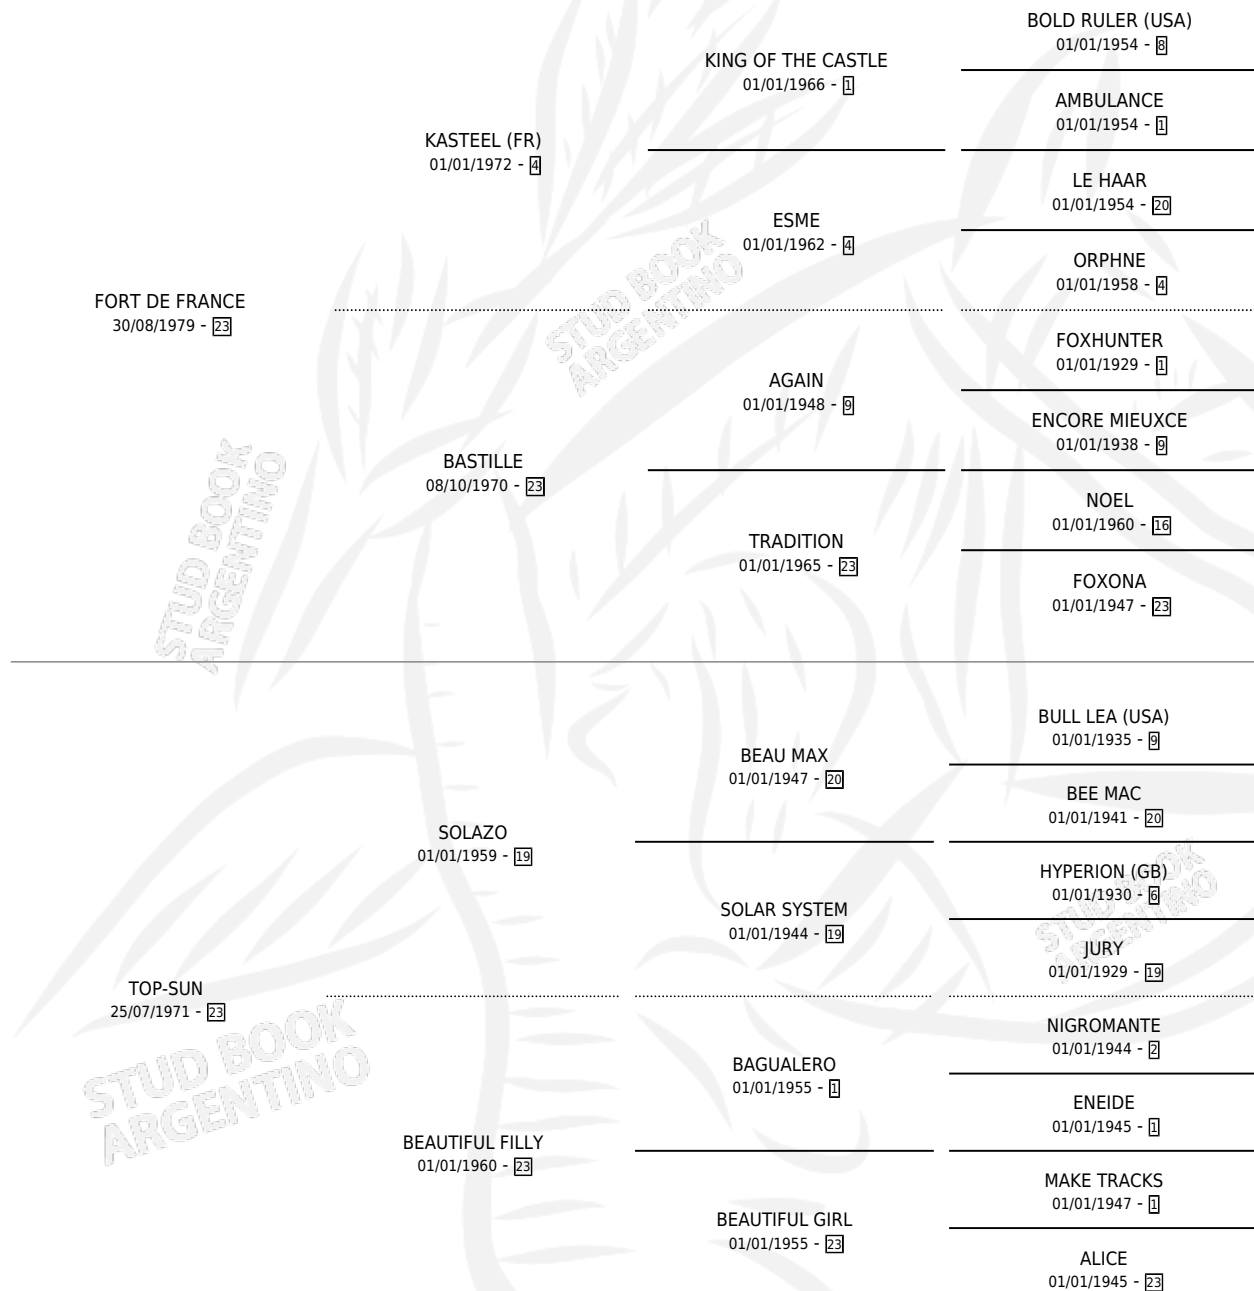 BOLD RULER (USA)
01/01/1954 - 8
KING OF THE CASTLE
01/01/1966 - 1
AMBULANCE
01/01/1954 - 1
KASTEEL (FR)
01/01/1972 - 4
LE HAAR
01/01/1954 - 20
ESME
01/01/1962 - 4
ORPHNE
01/01/1958 - 4
FORT DE FRANCE
30/08/1979 - 23
FOXHUNTER
01/01/1929 - 1
AGAIN
01/01/1948 - 9
ENCORE MIEUXCE
01/01/1938 - 9
BASTILLE
08/10/1970 - 23
NOEL
01/01/1960 - 16
TRADITION
01/01/1965 - 23
FOXONA
01/01/1947 - 23
BULL LEA (USA)
01/01/1935 - 9
BEAU MAX
01/01/1947 - 20
BEE MAC
01/01/1941 - 20
SOLAZO
01/01/1959 - 19
HYPERION (GB)
01/01/1930 - 6
SOLAR SYSTEM
01/01/1944 - 19
JURY
01/01/1929 - 19
TOP-SUN
25/07/1971 - 23
NIGROMANTE
01/01/1944 - 2
BAGUALERO
01/01/1955 - 1
ENEIDE
01/01/1945 - 1
BEAUTIFUL FILLY
01/01/1960 - 23
MAKE TRACKS
01/01/1947 - 1
BEAUTIFUL GIRL
01/01/1955 - 23
ALICE
01/01/1945 - 23
STUD BOOK
ARGENTINO
STUD BOOK
ARGENTINO
STUD BOOK
ARGENTINO
STUD BOOK
ARGENTINO